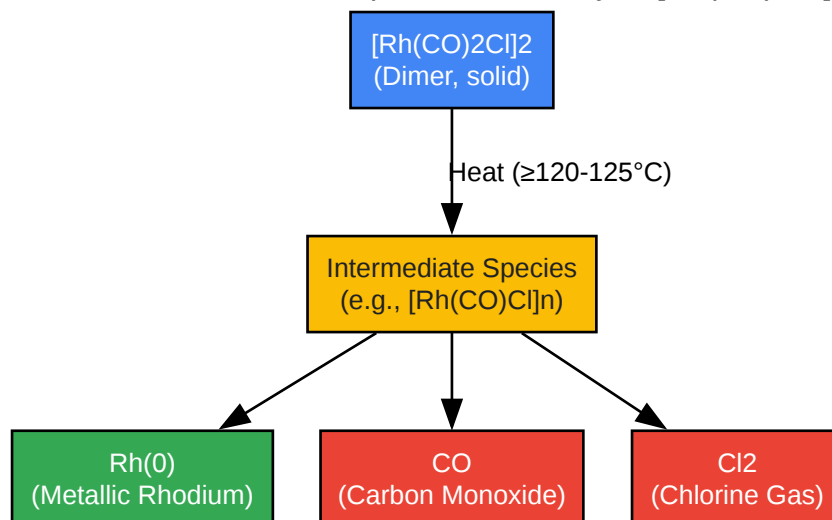 [Rh(CO)2Cl]2
(Dimer, solid)
Heat (≥120-125°C)
Intermediate Species
(e.g., [Rh(CO)Cl]n)
Rh(0)
(Metallic Rhodium)
CO
(Carbon Monoxide)
Cl2
(Chlorine Gas)